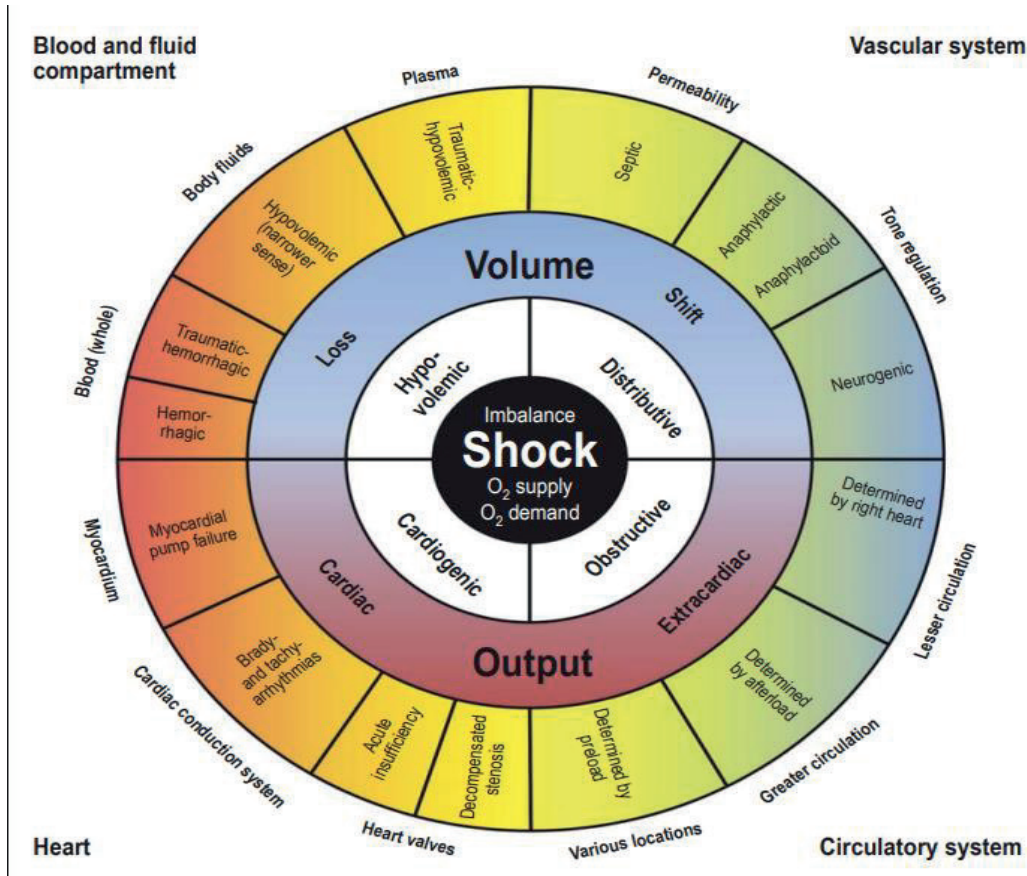 Blood and fluid
compartment
Vascular system
Plasma
Permeability
Body fluids
Tone regulation
Blood (whole)
Traumatic-
hypovolemic
Septic
Hypovolemic
(narrower
sense)
Anaphylactic
Anaphylactoid
Traumatic-
hemorrhagic
Neurogenic
Hemor-
rhagic
Volume
Loss
Shift
Hypo-
volemic
Distributive
Imbalance
Shock
O₂ supply
O₂ demand
Cardiogenic
Obstructive
Cardiac
Extracardiac
Output
Myocardial
pump failure
Determined
by right heart
Brady-
and tachy-
arrhythmias
Determined
by afterload
Acute
insufficiency
Decompensated
stenosis
Determined by
preload
Myocardium
Lesser circulation
Cardiac conduction system
Greater circulation
Heart valves
Various locations
Heart
Circulatory system